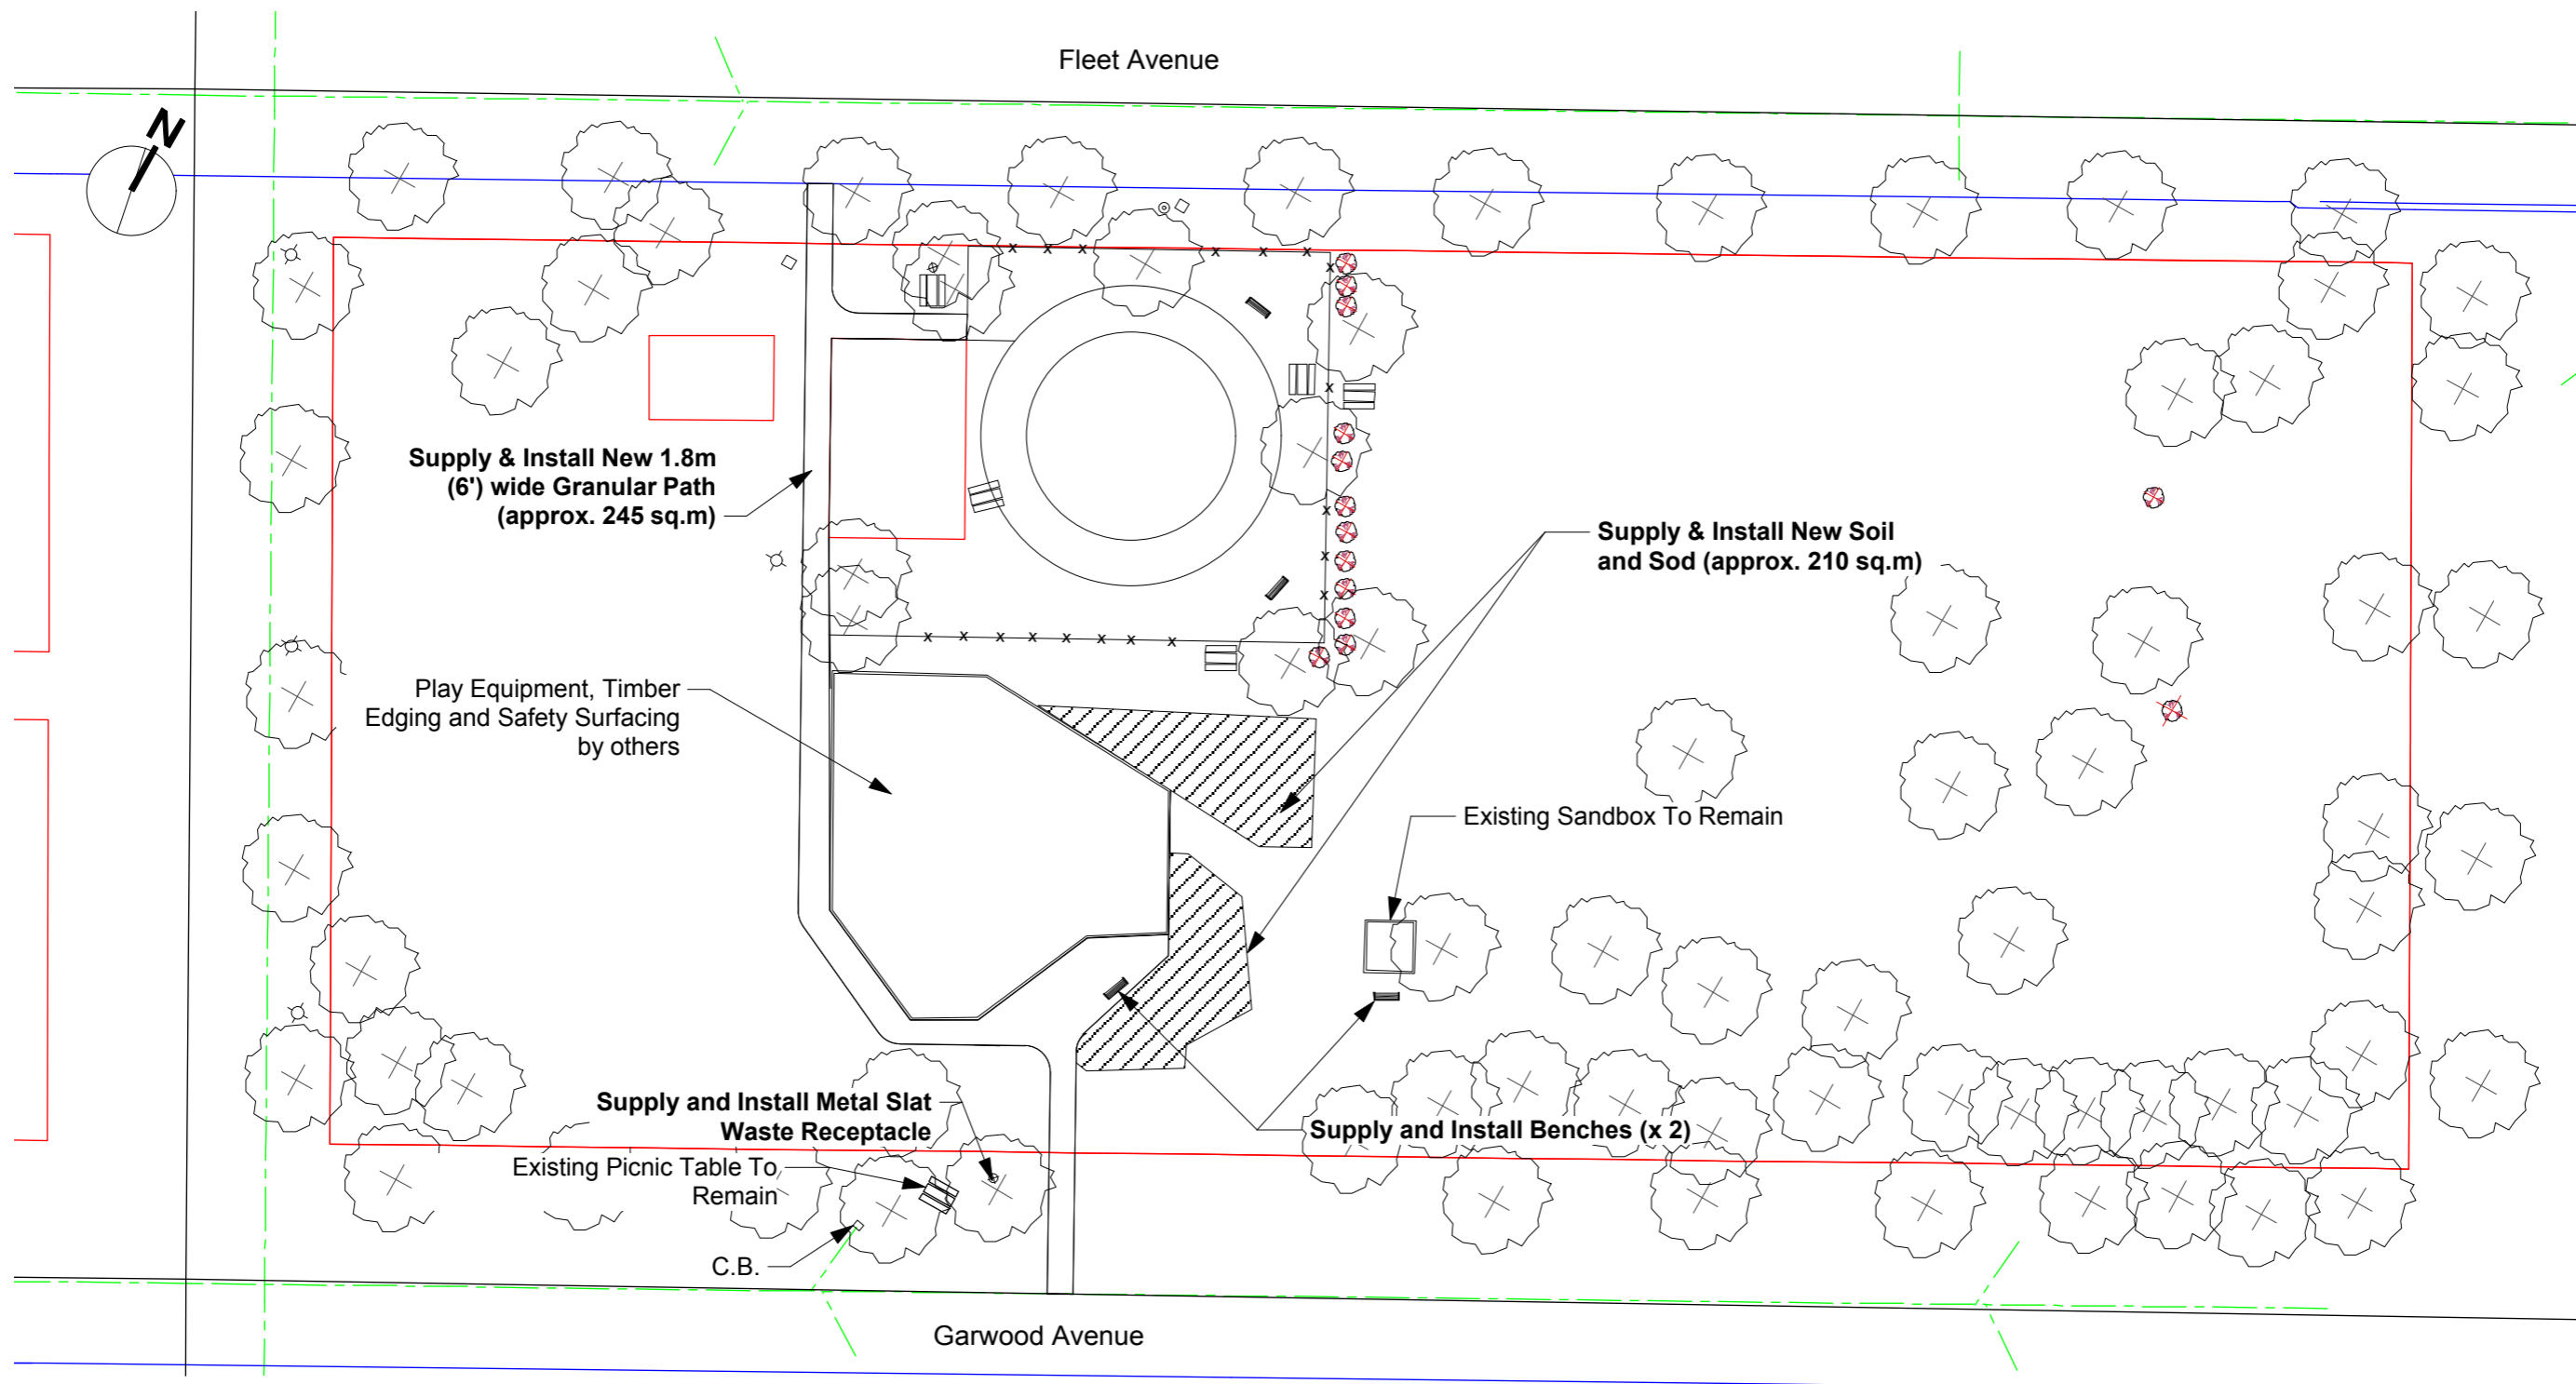 Fleet Avenue
N
Supply & Install New 1.8m
(6') wide Granular Path
(approx. 245 sq.m)
Supply & Install New Soil
and Sod (approx. 210 sq.m)
Play Equipment, Timber
Edging and Safety Surfacing
by others
Existing Sandbox To Remain
Supply and Install Metal Slat
Waste Receptacle
Supply and Install Benches (x 2)
Existing Picnic Table To
Remain
C.B.
Garwood Avenue